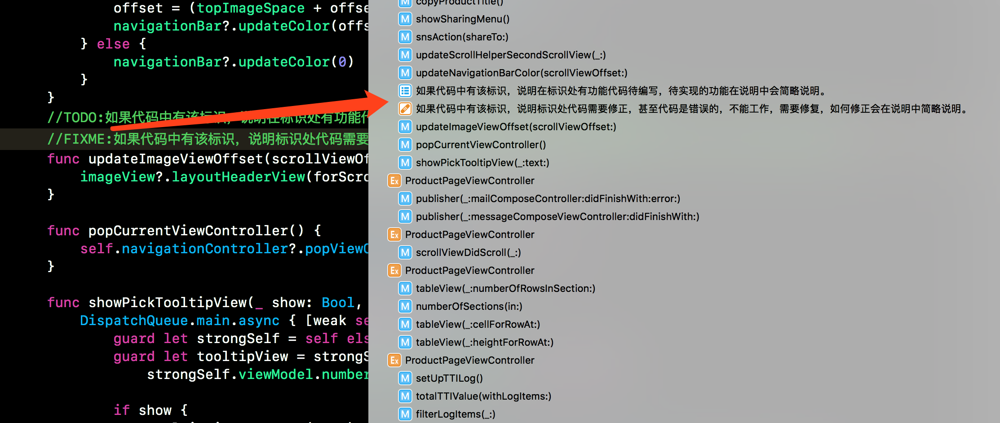 offset = (topImageSpace + offse
navigationBar?.updateColor(offs
} else {
navigationBar?.updateColor(0)
}
}
//TODO:如果代码中有该标识，说明在标识处有功能代
//FIXME:如果代码中有该标识，说明标识处代码需要
func updateImageViewOffset(scrollViewOf
imageView?.layoutHeaderView(forScro
}
func popCurrentViewController() {
self.navigationController?.popViewC
}
func showPickTooltipView(_ show: Bool,
DispatchQueue.main.async { [weak se
guard let strongSelf = self els
guard let tooltipView = strongS
strongSelf.viewModel.number
if show {
M copyProductTitle()
M showSharingMenu()
M snsAction(shareTo:)
M updateScrollHelperSecondScrollView(_:)
M updateNavigationBarColor(scrollViewOffset:)
如果代码中有该标识，说明在标识处有功能代码待编写，待实现的功能在说明中会简略说明。
如果代码中有该标识，说明标识处代码需要修正，甚至代码是错误的，不能工作，需要修复，如何修正会在说明中简略说明。
M updateImageViewOffset(scrollViewOffset:)
M popCurrentViewController()
M showPickTooltipView(_:text:)
Ex ProductPageViewController
M publisher(_:mailComposeController:didFinishWith:error:)
M publisher(_:messageComposeViewController:didFinishWith:)
Ex ProductPageViewController
M scrollViewDidScroll(_:)
Ex ProductPageViewController
M tableView(_:numberOfRowsInSection:)
M numberOfSections(in:)
M tableView(_:cellForRowAt:)
M tableView(_:heightForRowAt:)
Ex ProductPageViewController
M setUpTTILog()
M totalTTIValue(withLogItems:)
M filterLogItems(_:)